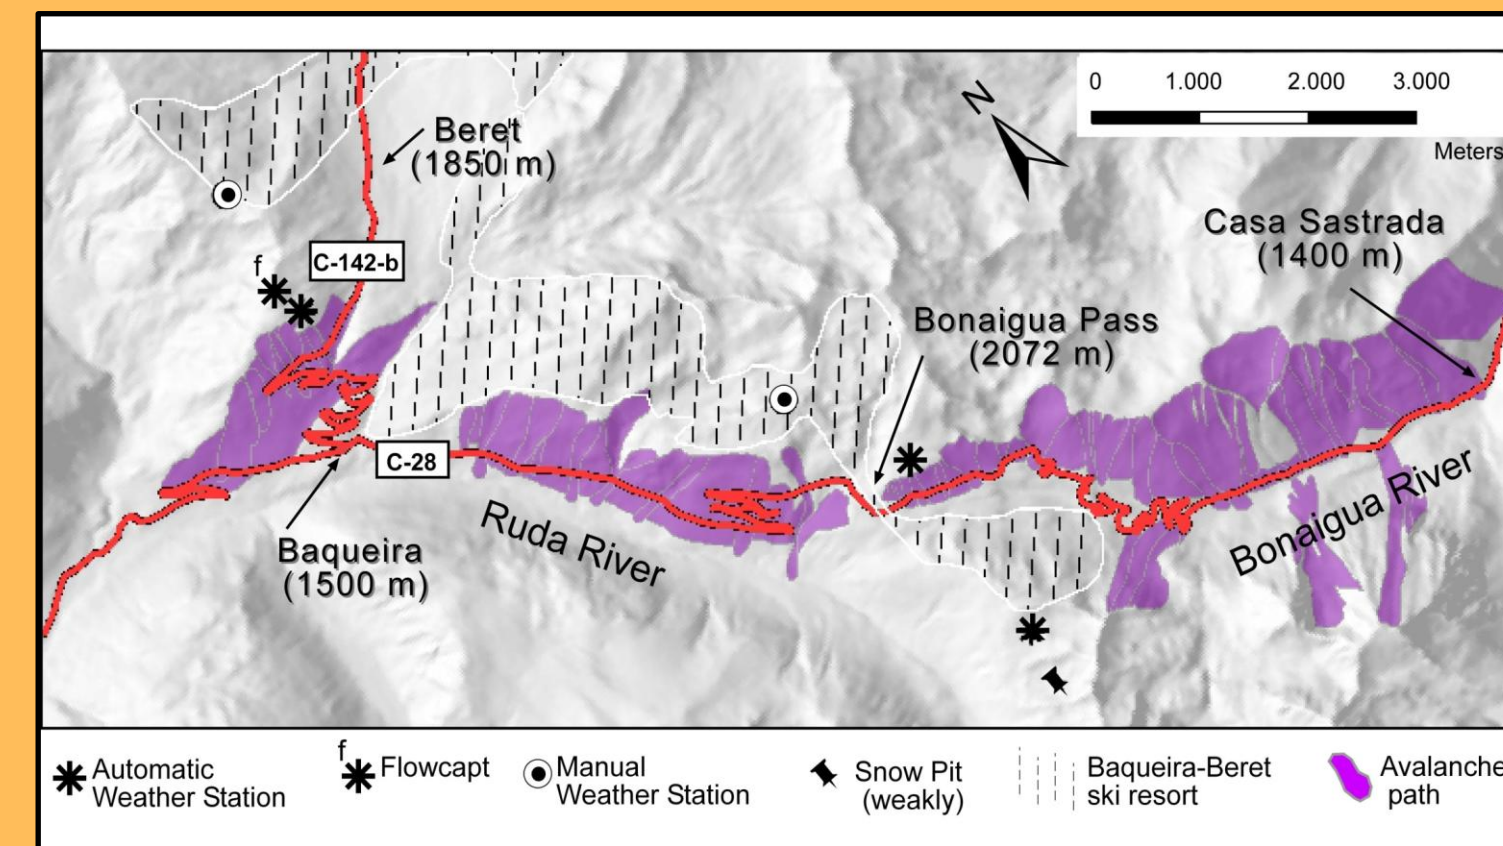 0 1.000 2.000 3.000
Meters
N
Beret
(1850 m)
Casa Sastrada
(1400 m)
f
C-142-b
Bonaigua Pass
(2072 m)
C-28
Ruda River
Bonaigua River
Baqueira
(1500 m)
Automatic
Weather Station
f
Flowcapt
Manual
Weather Station
Snow Pit
(weakly)
Baqueira-Beret
ski resort
Avalanche
path